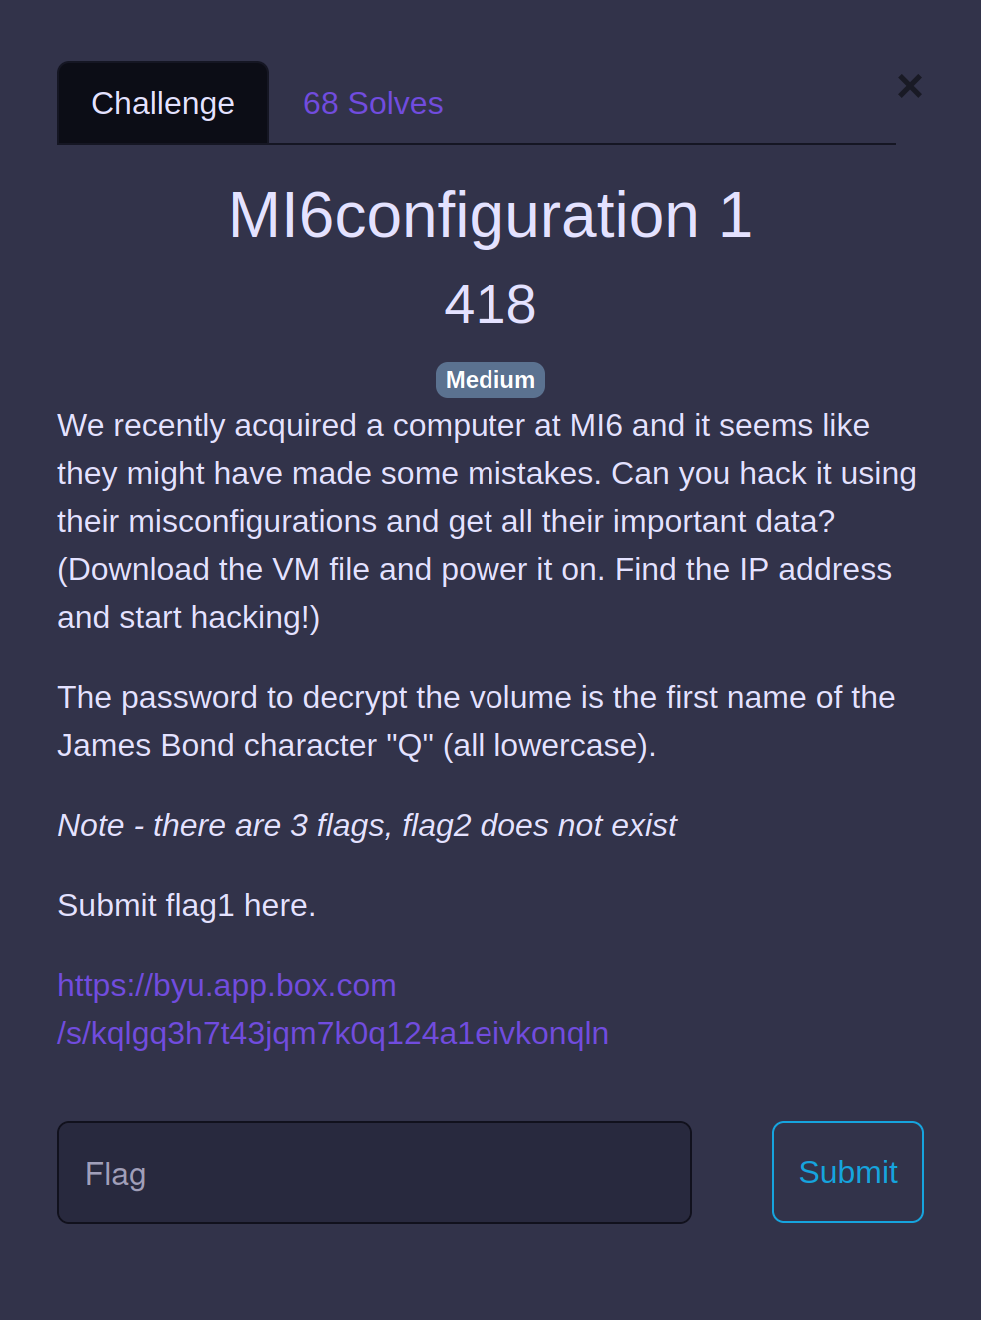 Challenge
68 Solves
×
MI6configuration 1
418
Medium
We recently acquired a computer at MI6 and it seems like
they might have made some mistakes. Can you hack it using
their misconfigurations and get all their important data?
(Download the VM file and power it on. Find the IP address
and start hacking!)
The password to decrypt the volume is the first name of the
James Bond character "Q" (all lowercase).
Note - there are 3 flags, flag2 does not exist
Submit flag1 here.
https://byu.app.box.com
/s/kqlgq3h7t43jqm7k0q124a1eivkonqln
Flag
Submit